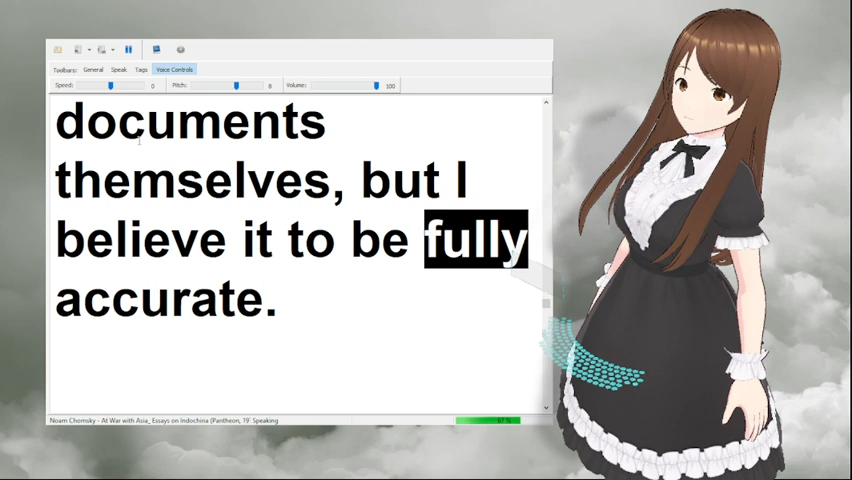 Toolbars: General Speak Tags Voice Controls
Speed: 0 Pitch: 8 Volume: 100
documents
themselves, but I
believe it to be fully
accurate.
Noam Chomsky - At War with Asia_ Essays on Indochina (Pantheon, 19' Speaking 67 %